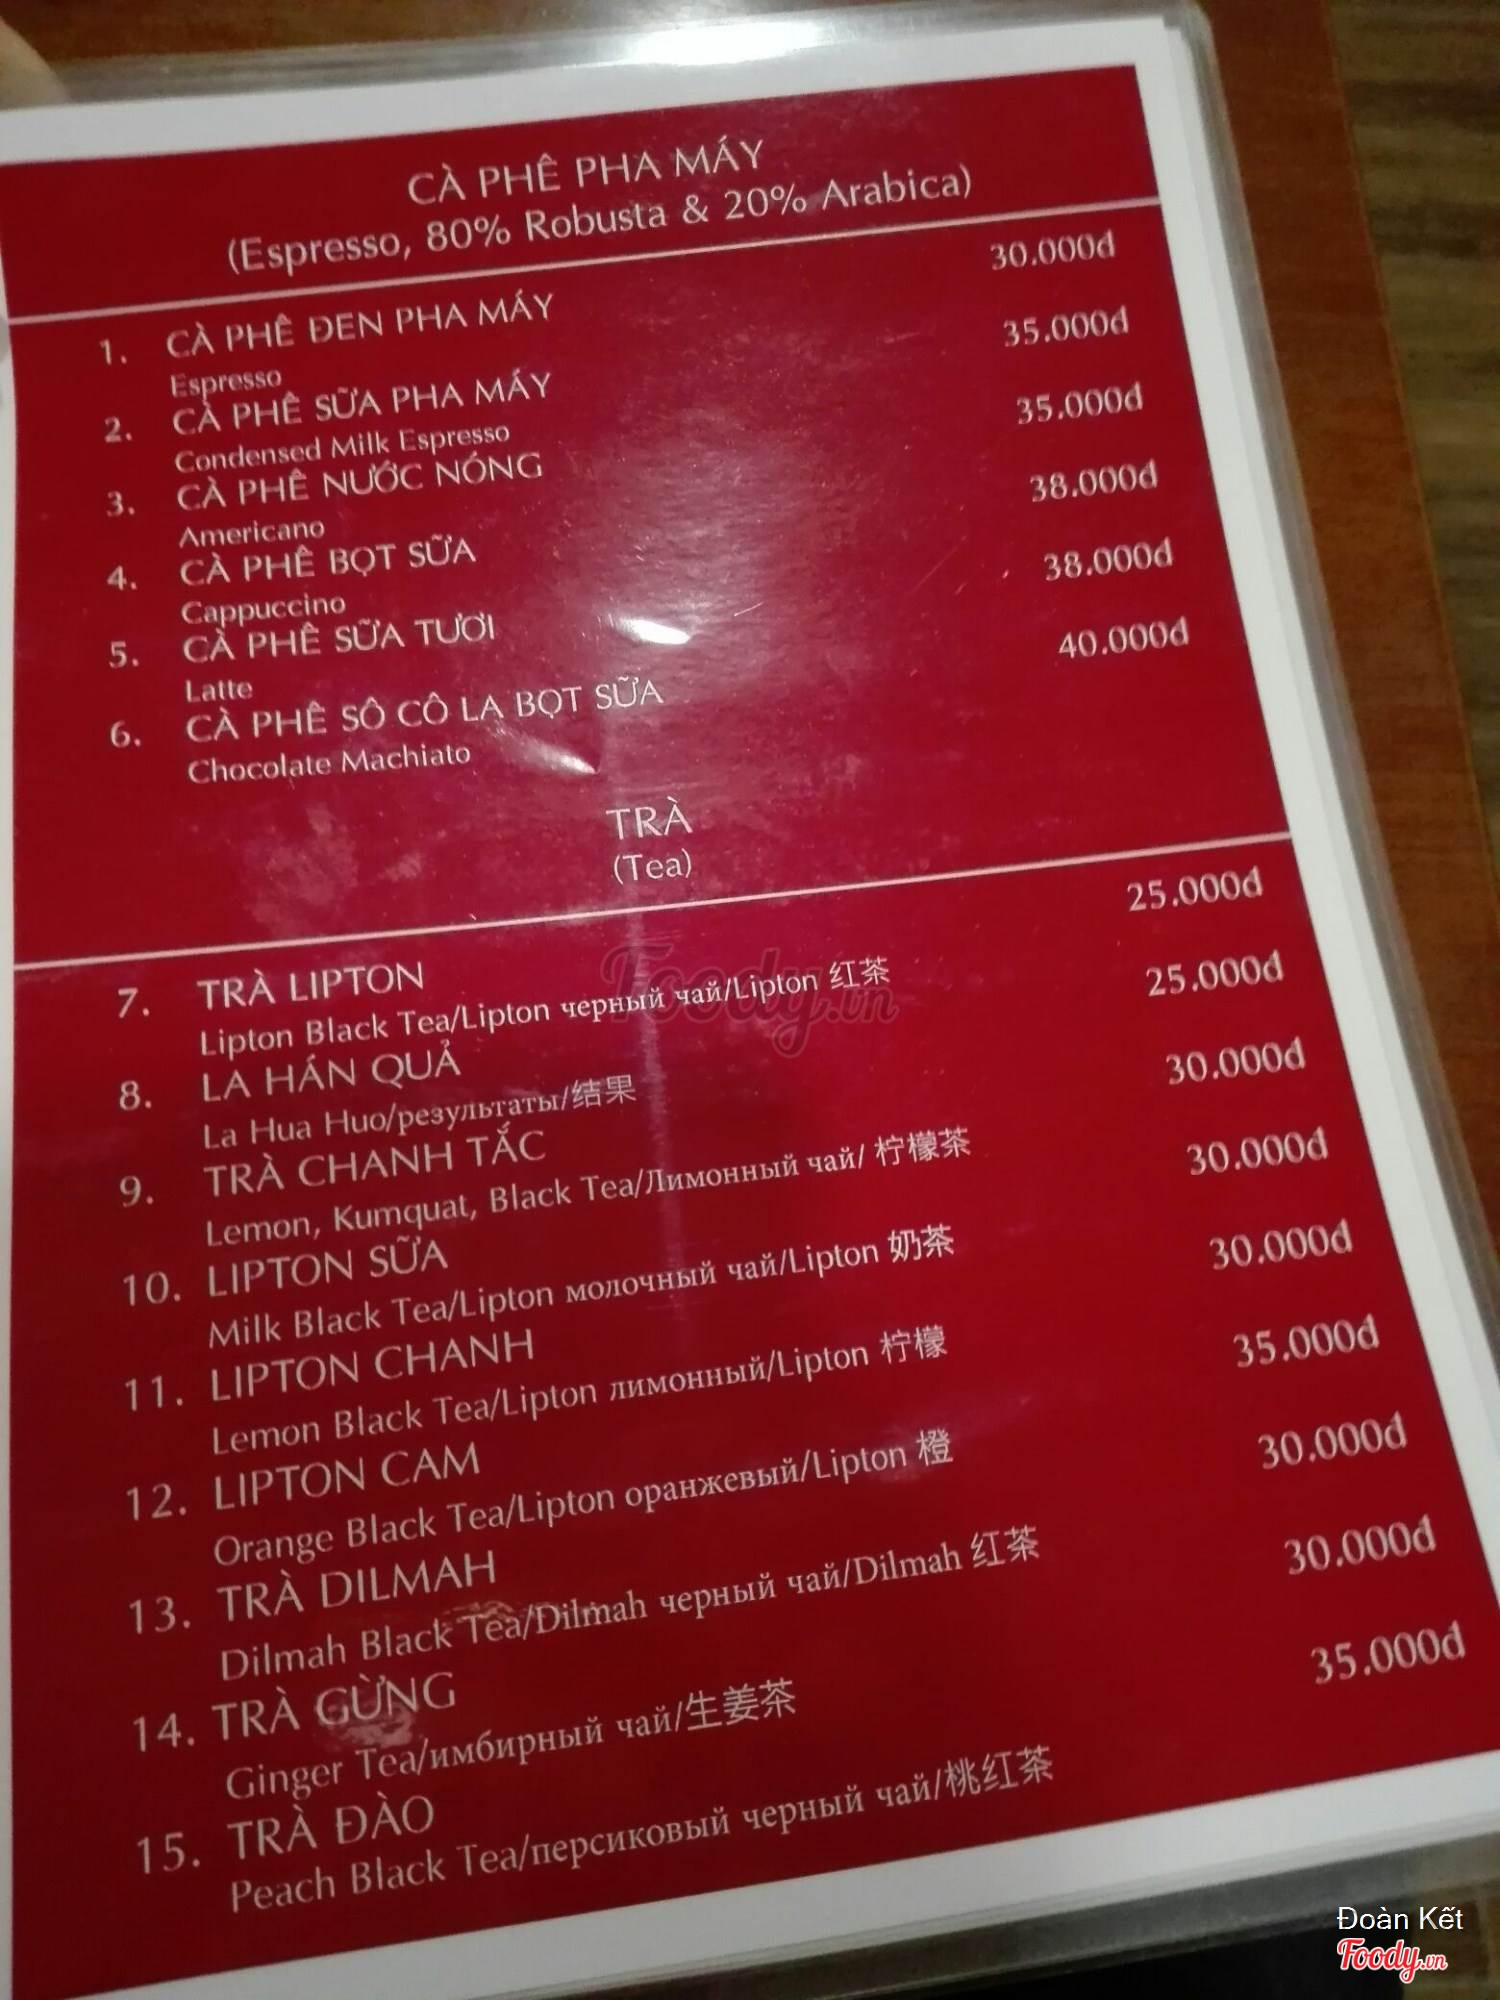 CÀ PHÊ PHA MÁY
(Espresso, 80% Robusta & 20% Arabica)
1. CÀ PHÊ ĐEN PHA MÁY 30.000đ
Espresso
2. CÀ PHÊ SỮA PHA MÁY 35.000đ
Condensed Milk Espresso
3. CÀ PHÊ NƯỚC NÓNG 35.000đ
Americano
4. CÀ PHÊ BỌT SỮA 38.000đ
Cappuccino
5. CÀ PHÊ SỮA TƯƠI 38.000đ
Latte
6. CÀ PHÊ SÔ CÔ LA BỌT SỮA 40.000đ
Chocolate Machiato
TRÀ
(Tea)
7. TRÀ LIPTON 25.000đ
Lipton Black Tea/Lipton черный чай/Lipton 红茶
8. LA HÁN QUẢ 25.000đ
La Hua Huo/результаты/结果
9. TRÀ CHANH TẮC 30.000đ
Lemon, Kumquat, Black Tea/Лимонный чай/ 柠檬茶
10. LIPTON SỮA 30.000đ
Milk Black Tea/Lipton молочный чай/Lipton 奶茶
11. LIPTON CHANH 30.000đ
Lemon Black Tea/Lipton лимонный/Lipton 柠檬
12. LIPTON CAM 35.000đ
Orange Black Tea/Lipton оранжевый/Lipton 橙
13. TRÀ DILMAH 30.000đ
Dilmah Black Tea/Dilmah черный чай/Dilmah 红茶
14. TRÀ GỪNG 30.000đ
Ginger Tea/имбирный чай/生姜茶
15. TRÀ ĐÀO 35.000đ
Peach Black Tea/персиковый черный чай/桃红茶
Foody.vn
Đoàn Kết
Foody.vn